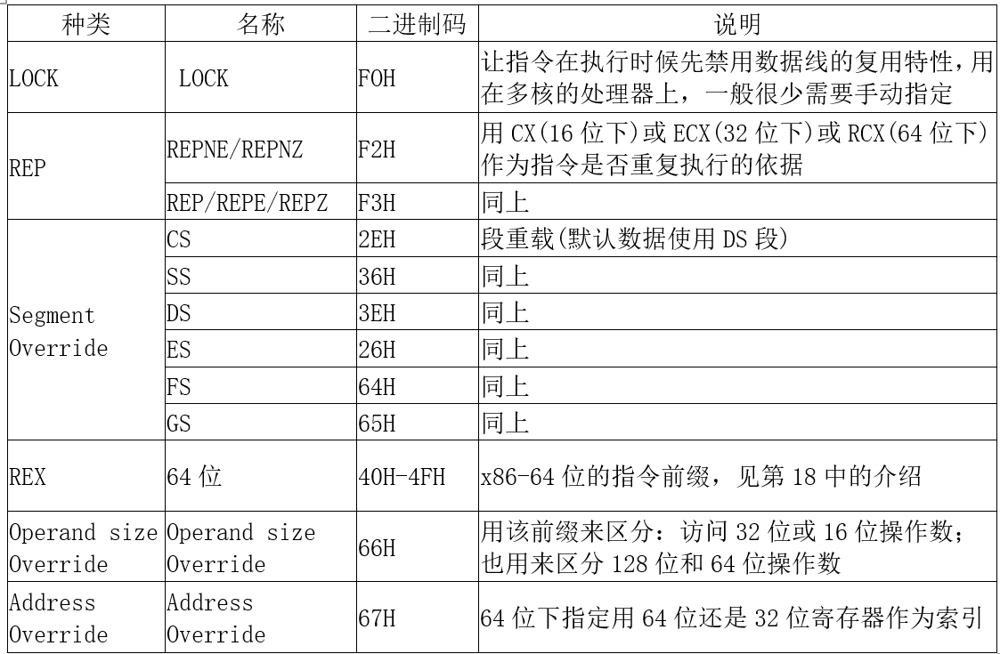 种类 名称 二进制码 说明
LOCK LOCK F0H 让指令在执行时候先禁用数据线的复用特性,用
在多核的处理器上，一般很少需要手动指定
REP REPNE/REPNZ F2H 用 CX(16 位下)或 ECX(32 位下)或 RCX(64 位下)
作为指令是否重复执行的依据
REP/REPE/REPZ F3H 同上
Segment
Override
CS 2EH 段重载(默认数据使用 DS 段)
SS 36H 同上
DS 3EH 同上
ES 26H 同上
FS 64H 同上
GS 65H 同上
REX 64 位 40H-4FH x86-64 位的指令前缀，见第 18 中的介绍
Operand size
Override
Operand size
Override
66H
用该前缀来区分：访问 32 位或 16 位操作数；
也用来区分 128 位和 64 位操作数
Address
Override
Address
Override
67H
64 位下指定用 64 位还是 32 位寄存器作为索引